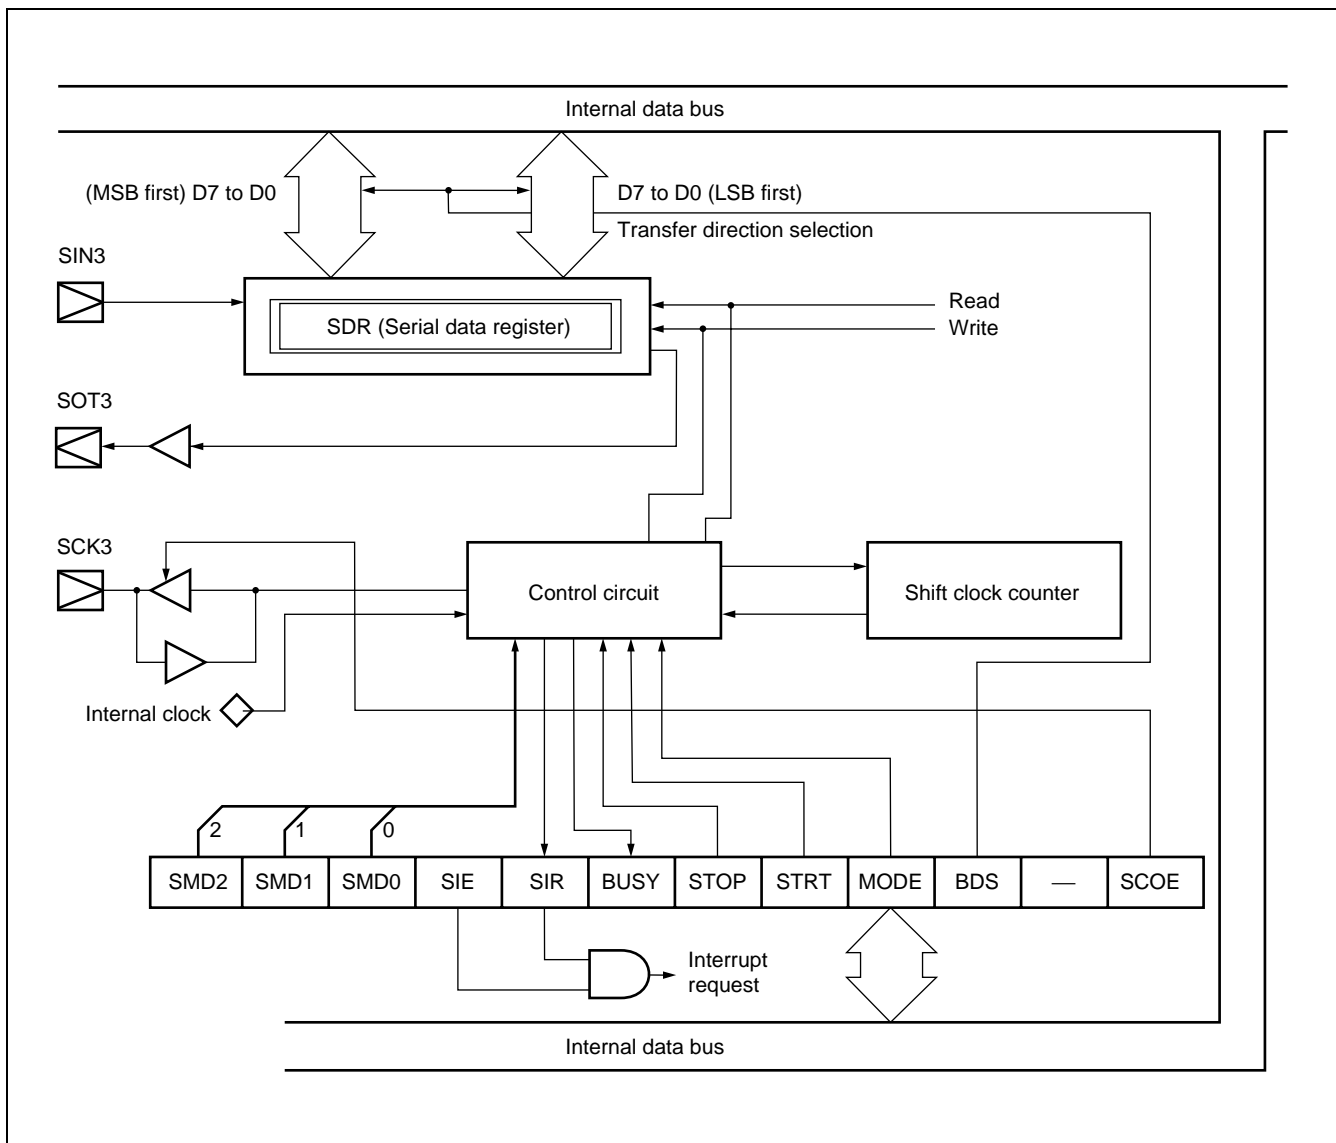 Internal data bus
(MSB first) D7 to D0
D7 to D0 (LSB first)
Transfer direction selection
SIN3
Read
SDR (Serial data register)
Write
SOT3
SCK3
Control circuit
Shift clock counter
Internal clock
2 1 0
SMD2 SMD1 SMD0 SIE SIR BUSY STOP STRT MODE BDS — SCOE
Interrupt
request
Internal data bus